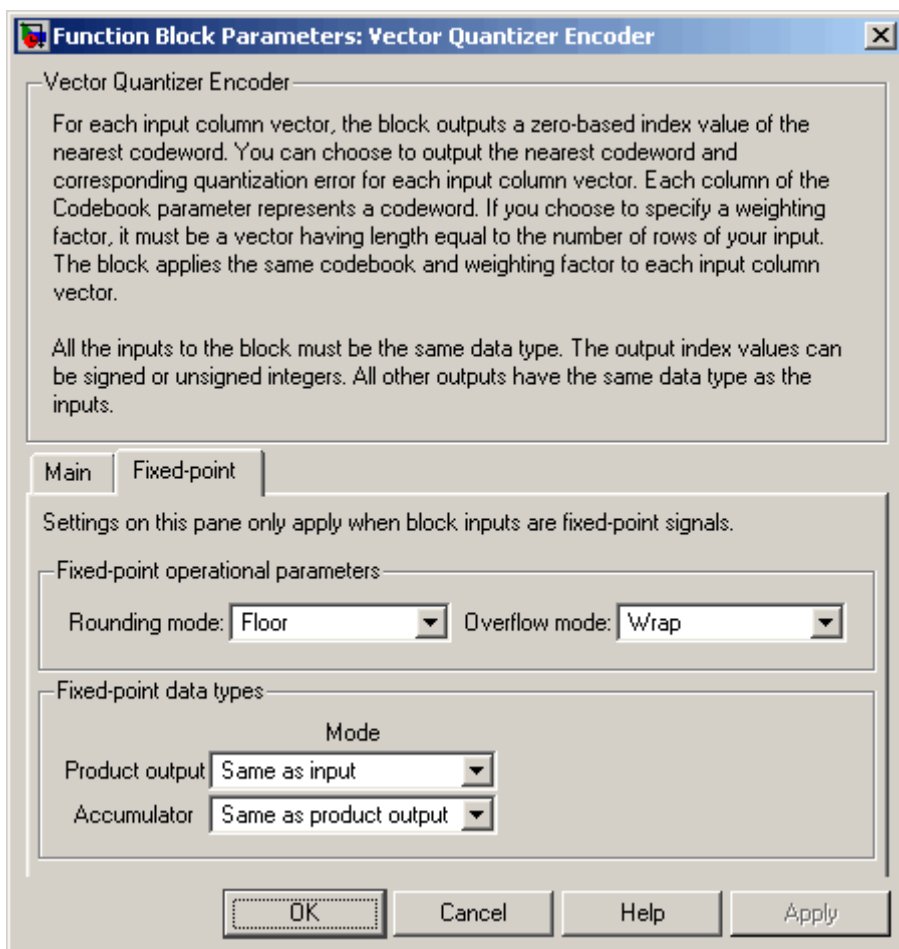 Function Block Parameters: Vector Quantizer Encoder
Vector Quantizer Encoder
For each input column vector, the block outputs a zero-based index value of the
nearest codeword. You can choose to output the nearest codeword and
corresponding quantization error for each input column vector. Each column of the
Codebook parameter represents a codeword. If you choose to specify a weighting
factor, it must be a vector having length equal to the number of rows of your input.
The block applies the same codebook and weighting factor to each input column
vector.
All the inputs to the block must be the same data type. The output index values can
be signed or unsigned integers. All other outputs have the same data type as the
inputs.
Main Fixed-point
Settings on this pane only apply when block inputs are fixed-point signals.
Fixed-point operational parameters
Rounding mode: Floor Overflow mode: Wrap
Fixed-point data types
Mode
Product output Same as input
Accumulator Same as product output
OK Cancel Help Apply